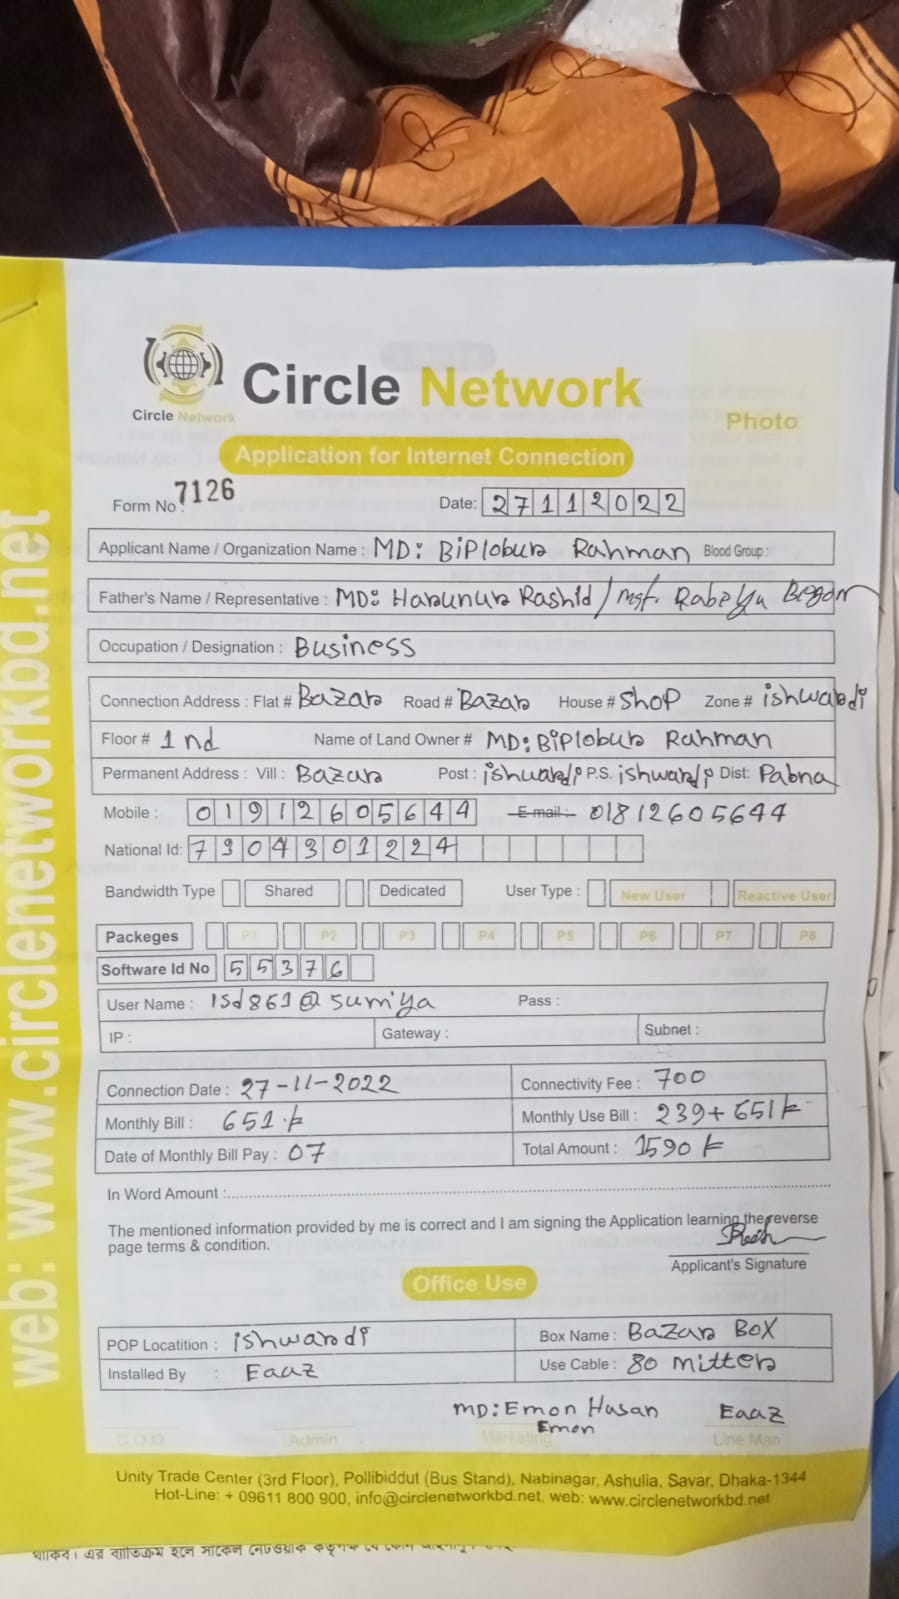 Circle Network
Circle Network
Photo
Application for Internet Connection
Form No : 7126 Date: 27112022
Applicant Name / Organization Name : MD: Biplobur Rahman Blood Group :
Father's Name / Representative : MD: Harunur Rashid / mst. Rabeya Begom
Occupation / Designation : Business
Connection Address : Flat # Bazar Road # Bazar House # Shop Zone # ishwardi
Floor # 1 nd Name of Land Owner # MD: Biplobur Rahman
Permanent Address : Vill : Bazar Post : ishwardi P.S. ishwardi Dist: Pabna
Mobile : 01912605644 E-mail : 01812605644
National Id: 7304301224
Bandwidth Type Shared Dedicated User Type : New User Reactive User
Packeges P1 P2 P3 P4 P5 P6 P7 P8
Software Id No 55376
User Name : isd861@sumiya Pass :
IP : Gateway : Subnet :
Connection Date : 27-11-2022 Connectivity Fee : 700
Monthly Bill : 651 Monthly Use Bill : 239+651
Date of Monthly Bill Pay : 07 Total Amount : 1590
In Word Amount :
The mentioned information provided by me is correct and I am signing the Application learning the reverse
page terms & condition.
Applicant's Signature
Office Use
POP Locatition : ishwardi Box Name : Bazar BOX
Installed By : Eaaz Use Cable : 80 mitter
MD: Emon Hasan Eaaz
Emon
C O O Admin Marketing Line Man
Unity Trade Center (3rd Floor), Pollibiddut (Bus Stand), Nabinagar, Ashulia, Savar, Dhaka-1344
Hot-Line: + 09611 800 900, info@circlenetworkbd.net, web: www.circlenetworkbd.net
web: www.circlenetworkbd.net